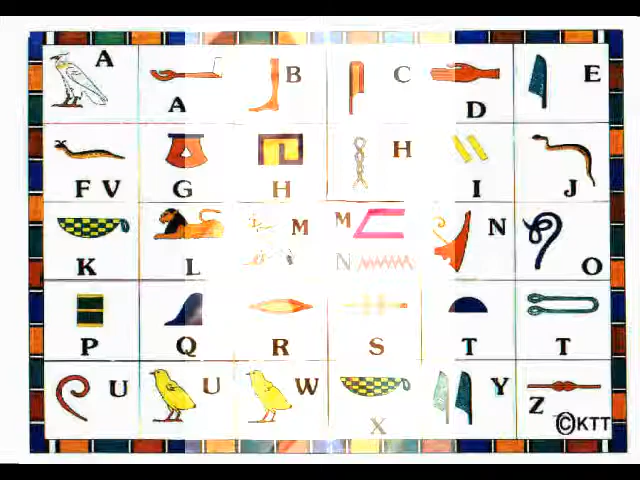 A A B C D E
F V G H H I J
K L M M N N O
P Q R S T T
U U W X Y Z
©KTT